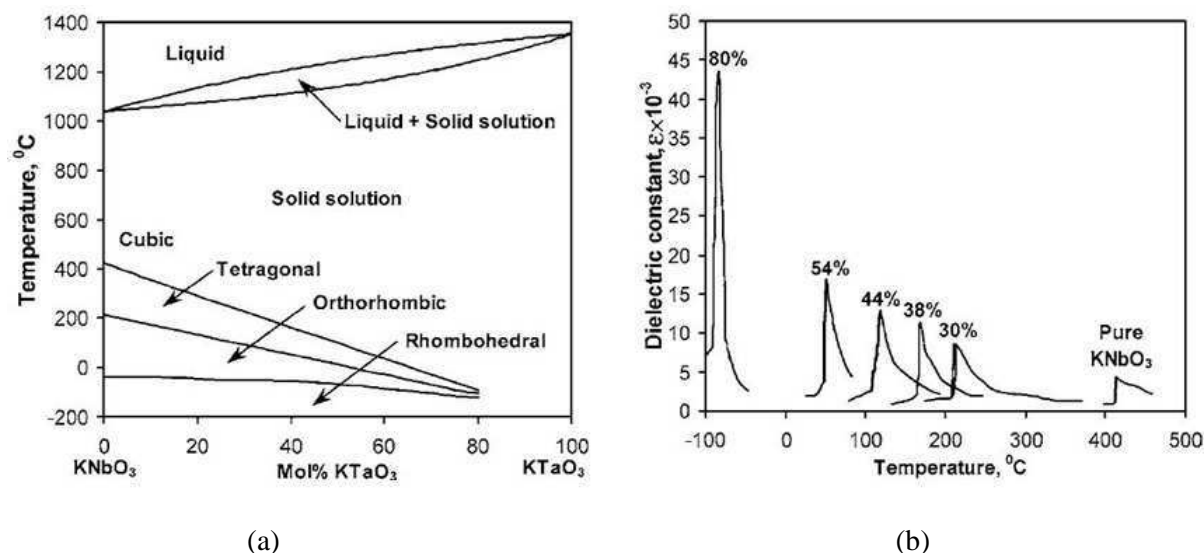 1400
1200
1000
800
600
400
200
0
-200
Temperature, ⁰C
Liquid
Liquid + Solid solution
Solid solution
Cubic
Tetragonal
Orthorhombic
Rhombohedral
0 20 40 60 80 100
KNbO₃ Mol% KTaO₃ KTaO₃
(a)
50
45
40
35
30
25
20
15
10
5
0
Dielectric constant, ε×10⁻³
80%
54%
44%
38%
30%
Pure
KNbO₃
-100 0 100 200 300 400 500
Temperature, ⁰C
(b)